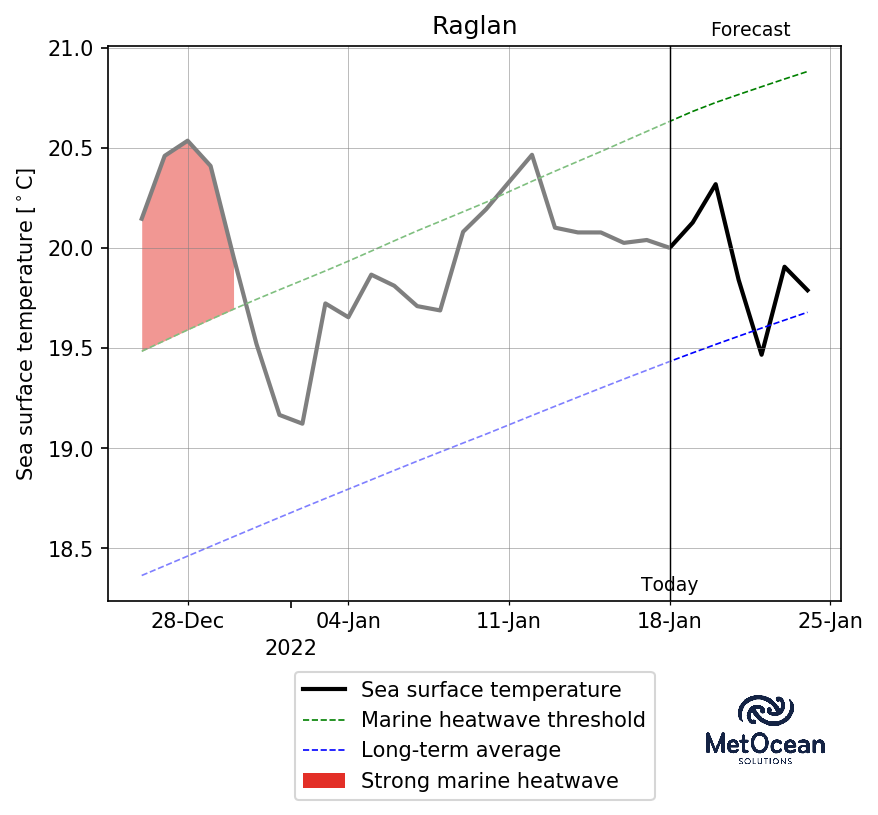 Raglan
Forecast
Sea surface temperature [°C]
21.0
20.5
20.0
19.5
19.0
18.5
Today
28-Dec
04-Jan
11-Jan
18-Jan
25-Jan
2022
Sea surface temperature
Marine heatwave threshold
Long-term average
Strong marine heatwave
MetOcean
SOLUTIONS